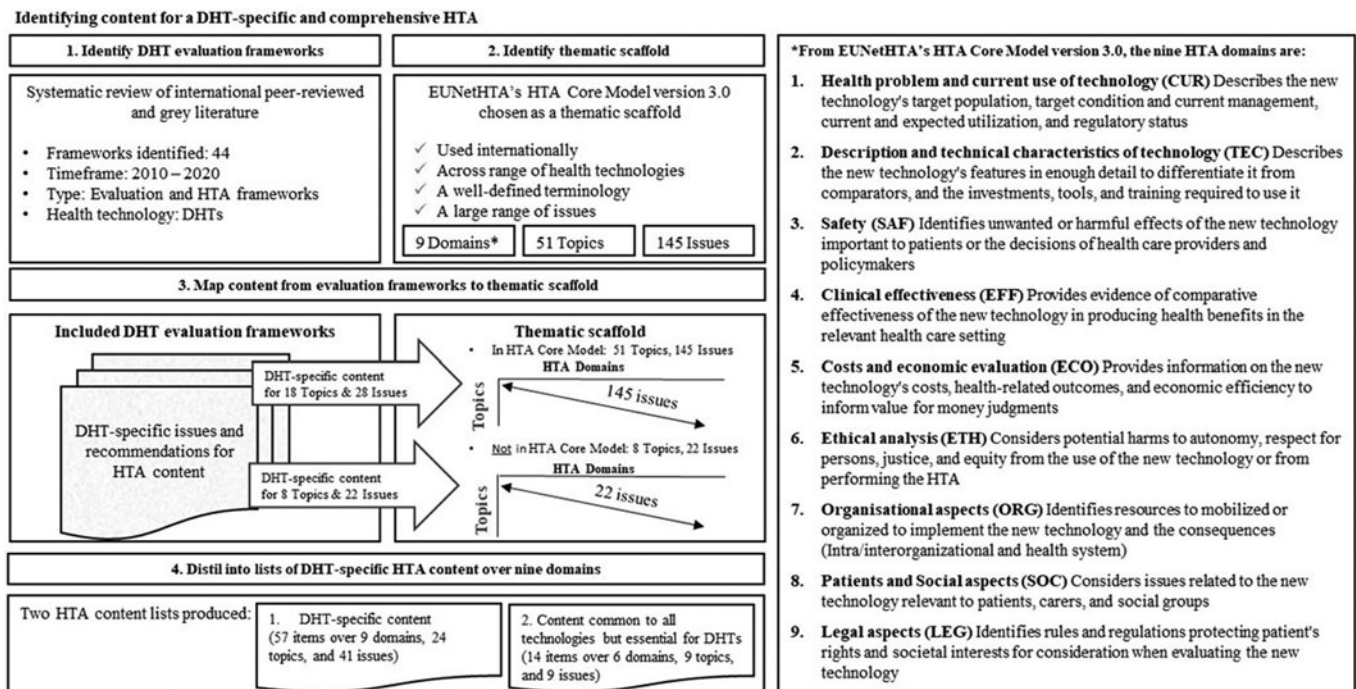 Identifying content for a DHT-specific and comprehensive HTA
1. Identify DHT evaluation frameworks
Systematic review of international peer-reviewed
and grey literature
• Frameworks identified: 44
• Timeframe: 2010 – 2020
• Type: Evaluation and HTA frameworks
• Health technology: DHTs
2. Identify thematic scaffold
EUNetHTA's HTA Core Model version 3.0
chosen as a thematic scaffold
✓ Used internationally
✓ Across range of health technologies
✓ A well-defined terminology
✓ A large range of issues
9 Domains*
51 Topics
145 Issues
3. Map content from evaluation frameworks to thematic scaffold
Included DHT evaluation frameworks
DHT-specific issues and
recommendations for
HTA content
DHT-specific content
for 18 Topics & 28 Issues
DHT-specific content
for 8 Topics & 22 Issues
Thematic scaffold
• In HTA Core Model: 51 Topics, 145 Issues
HTA Domains
Topics
145 issues
• Not in HTA Core Model: 8 Topics, 22 Issues
HTA Domains
Topics
22 issues
4. Distil into lists of DHT-specific HTA content over nine domains
Two HTA content lists produced:
1. DHT-specific content
(57 items over 9 domains, 24
topics, and 41 issues)
2. Content common to all
technologies but essential for DHTs
(14 items over 6 domains, 9 topics,
and 9 issues)
*From EUNetHTA's HTA Core Model version 3.0, the nine HTA domains are:
1. Health problem and current use of technology (CUR) Describes the new
technology's target population, target condition and current management,
current and expected utilization, and regulatory status
2. Description and technical characteristics of technology (TEC) Describes
the new technology's features in enough detail to differentiate it from
comparators, and the investments, tools, and training required to use it
3. Safety (SAF) Identifies unwanted or harmful effects of the new technology
important to patients or the decisions of health care providers and
policymakers
4. Clinical effectiveness (EFF) Provides evidence of comparative
effectiveness of the new technology in producing health benefits in the
relevant health care setting
5. Costs and economic evaluation (ECO) Provides information on the new
technology's costs, health-related outcomes, and economic efficiency to
inform value for money judgments
6. Ethical analysis (ETH) Considers potential harms to autonomy, respect for
persons, justice, and equity from the use of the new technology or from
performing the HTA
7. Organisational aspects (ORG) Identifies resources to mobilized or
organized to implement the new technology and the consequences
(Intra/interorganizational and health system)
8. Patients and Social aspects (SOC) Considers issues related to the new
technology relevant to patients, carers, and social groups
9. Legal aspects (LEG) Identifies rules and regulations protecting patient's
rights and societal interests for consideration when evaluating the new
technology